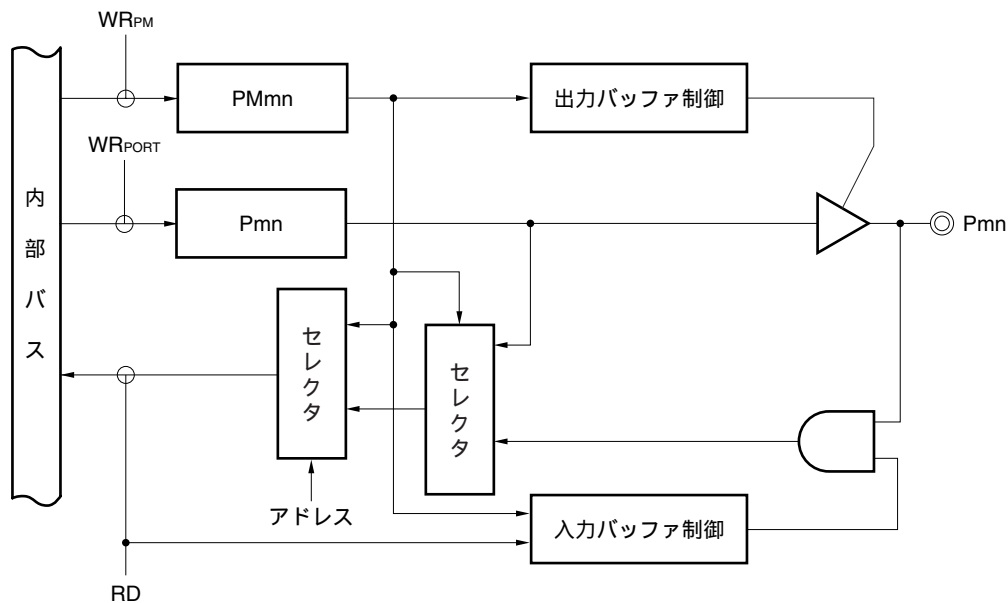 WRPM
PMmn
出力バッファ制御
WRPORT
Pmn
Pmn
内部バス
セレクタ
セレクタ
アドレス
入力バッファ制御
RD